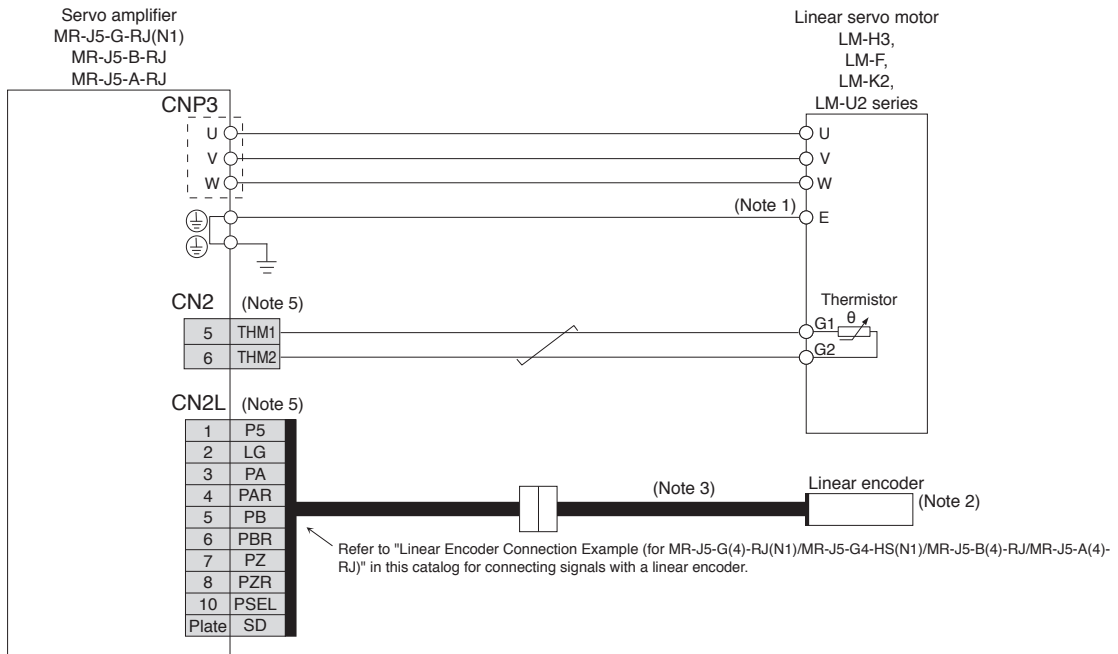 Servo amplifier
MR-J5-G-RJ(N1)
MR-J5-B-RJ
MR-J5-A-RJ
Linear servo motor
LM-H3,
LM-F,
LM-K2,
LM-U2 series
CNP3
U
V
W
U
V
W
(Note 1)
E
CN2 (Note 5)
5 THM1
6 THM2
Thermistor
θ
G1
G2
CN2L (Note 5)
1 P5
2 LG
3 PA
4 PAR
5 PB
6 PBR
7 PZ
8 PZR
10 PSEL
Plate SD
(Note 3)
Linear encoder
(Note 2)
Refer to "Linear Encoder Connection Example (for MR-J5-G(4)-RJ(N1)/MR-J5-G4-HS(N1)/MR-J5-B(4)-RJ/MR-J5-A(4)-
RJ)" in this catalog for connecting signals with a linear encoder.